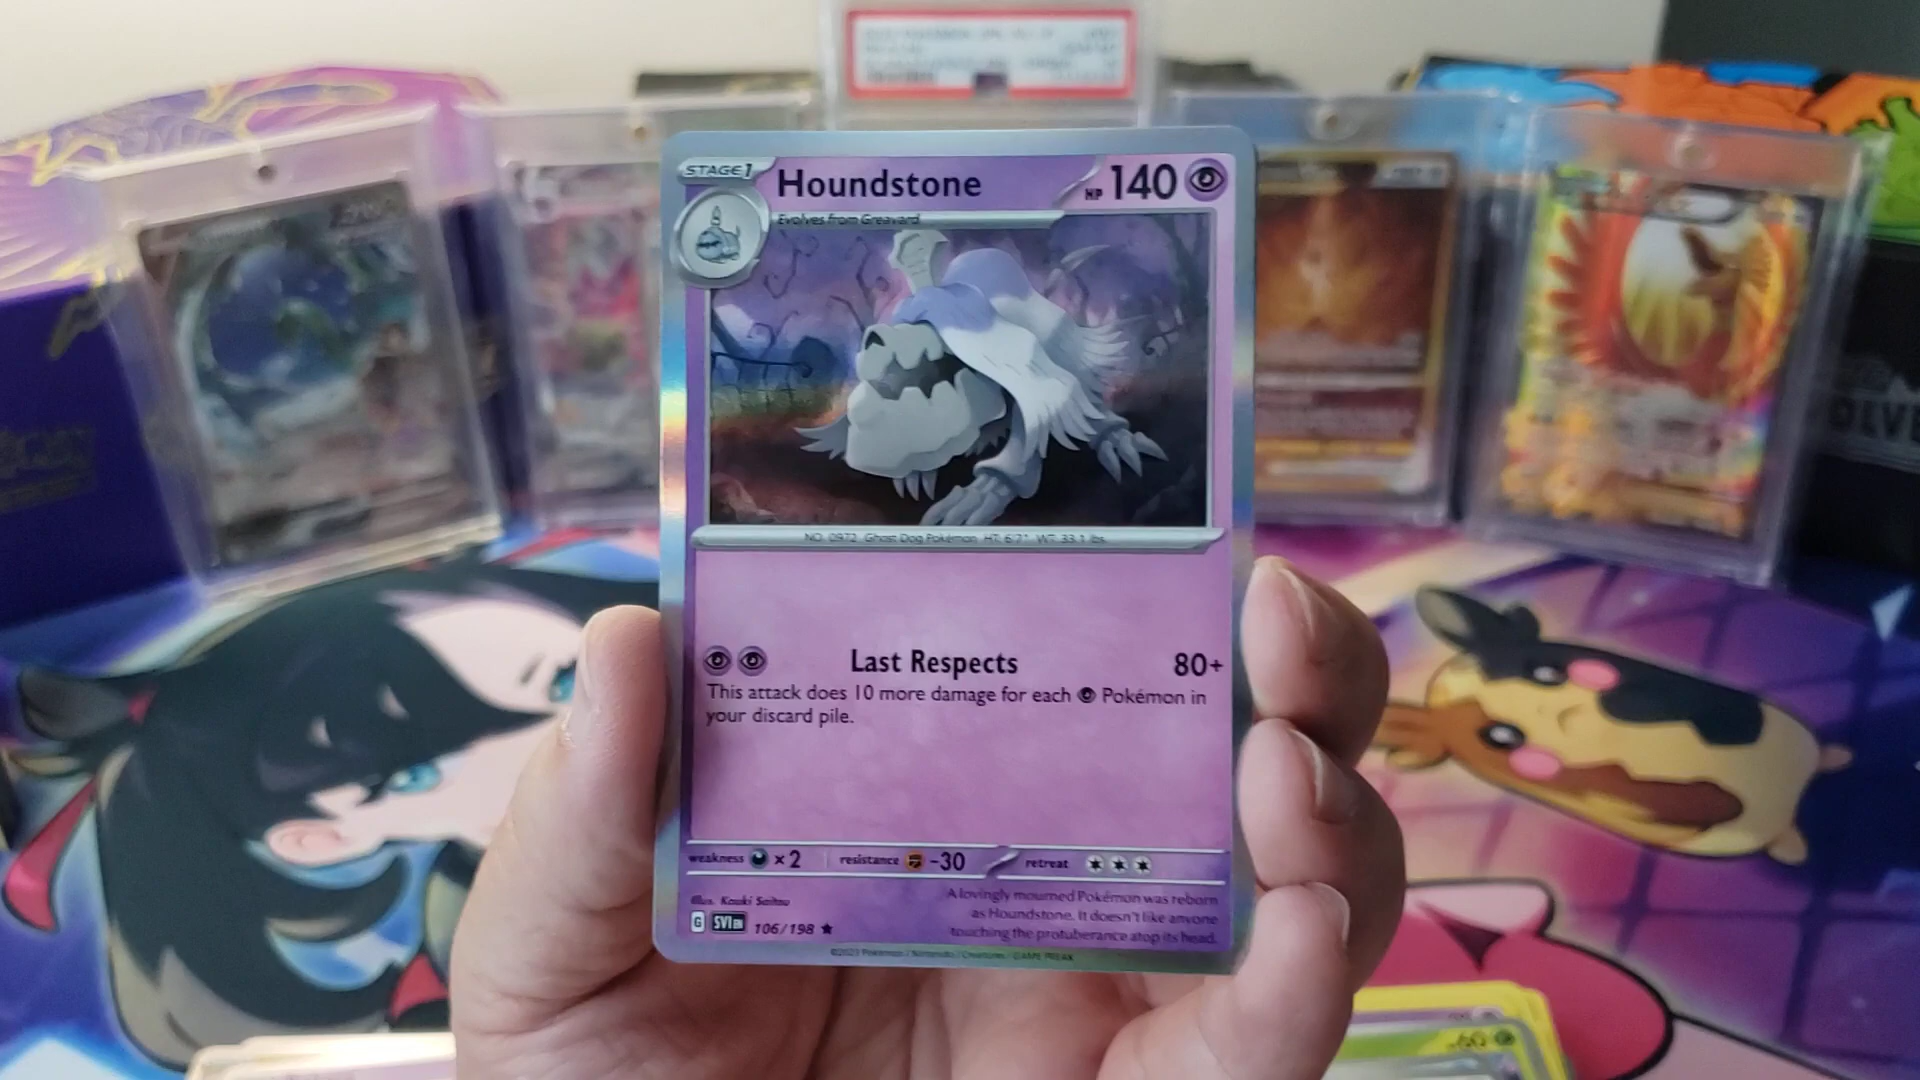 STAGE 1
Houndstone
HP 140
Evolves from Greavard
NO. 0972 Ghost Dog Pokémon HT: 6'7" WT: 33.1 lbs.
Last Respects 80+
This attack does 10 more damage for each Pokémon in
your discard pile.
weakness ×2 resistance -30 retreat
Illus. Kouki Saitou
A lovingly mourned Pokémon was reborn
as Houndstone. It doesn't like anyone
touching the protuberance atop its head.
G SVI EN 106/198 ★
©2023 Pokémon / Nintendo / Creatures / GAME FREAK